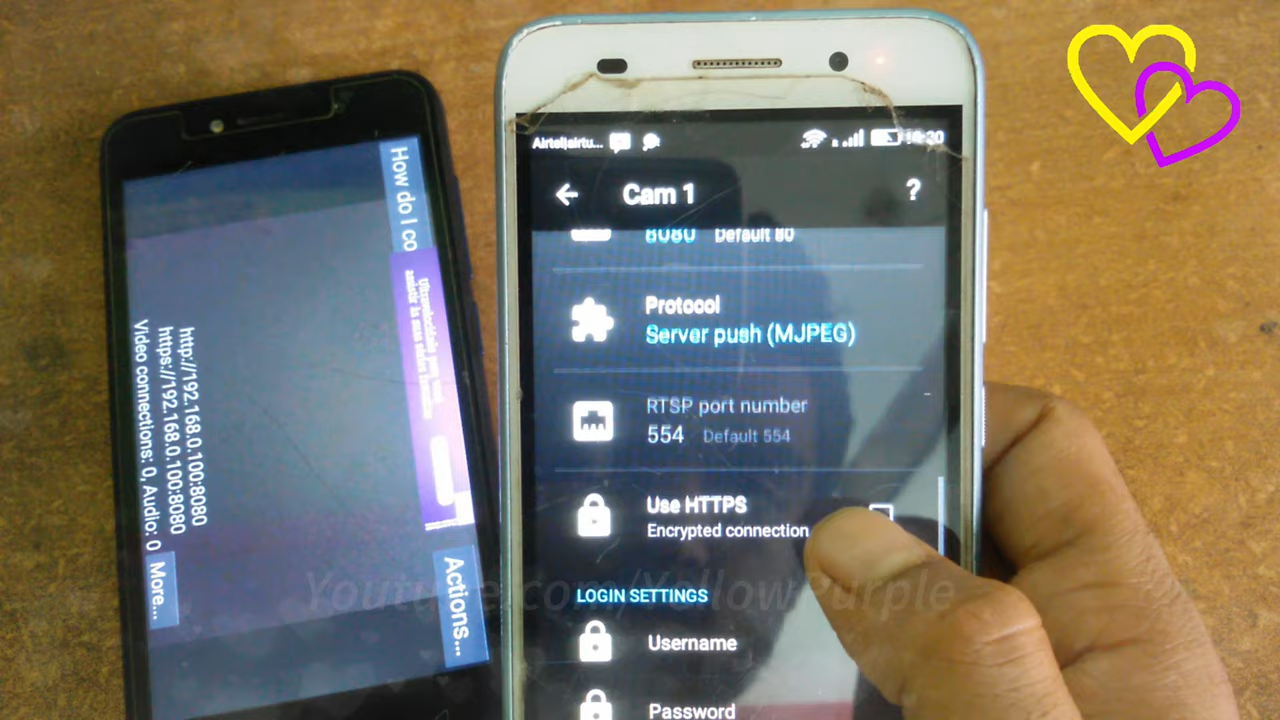 How do I co
http://192.168.0.100:8080
https://192.168.0.100:8080
Video connections: 0, Audio: 0
Actions...
More...
Airtel|airtu...
Cam 1
?
8080 Default 80
Protocol
Server push (MJPEG)
RTSP port number
554 Default 554
Use HTTPS
Encrypted connection
LOGIN SETTINGS
Username
Password
Youtube.com/YellowPurple